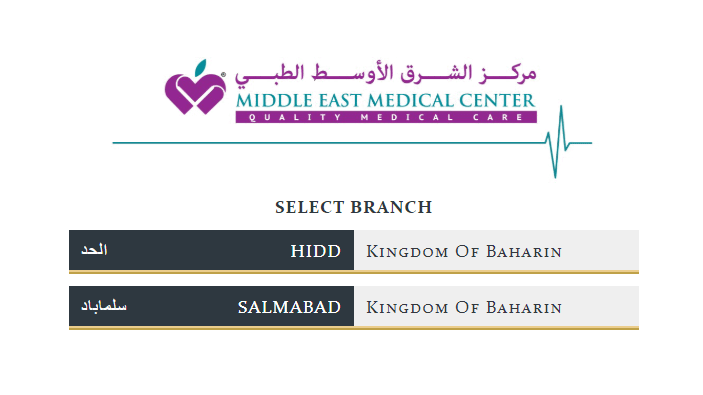 مركز الشرق الأوسط الطبي
MIDDLE EAST MEDICAL CENTER
QUALITY MEDICAL CARE
SELECT BRANCH
الحد HIDD Kingdom Of Baharin
سلماباد SALMABAD Kingdom Of Baharin